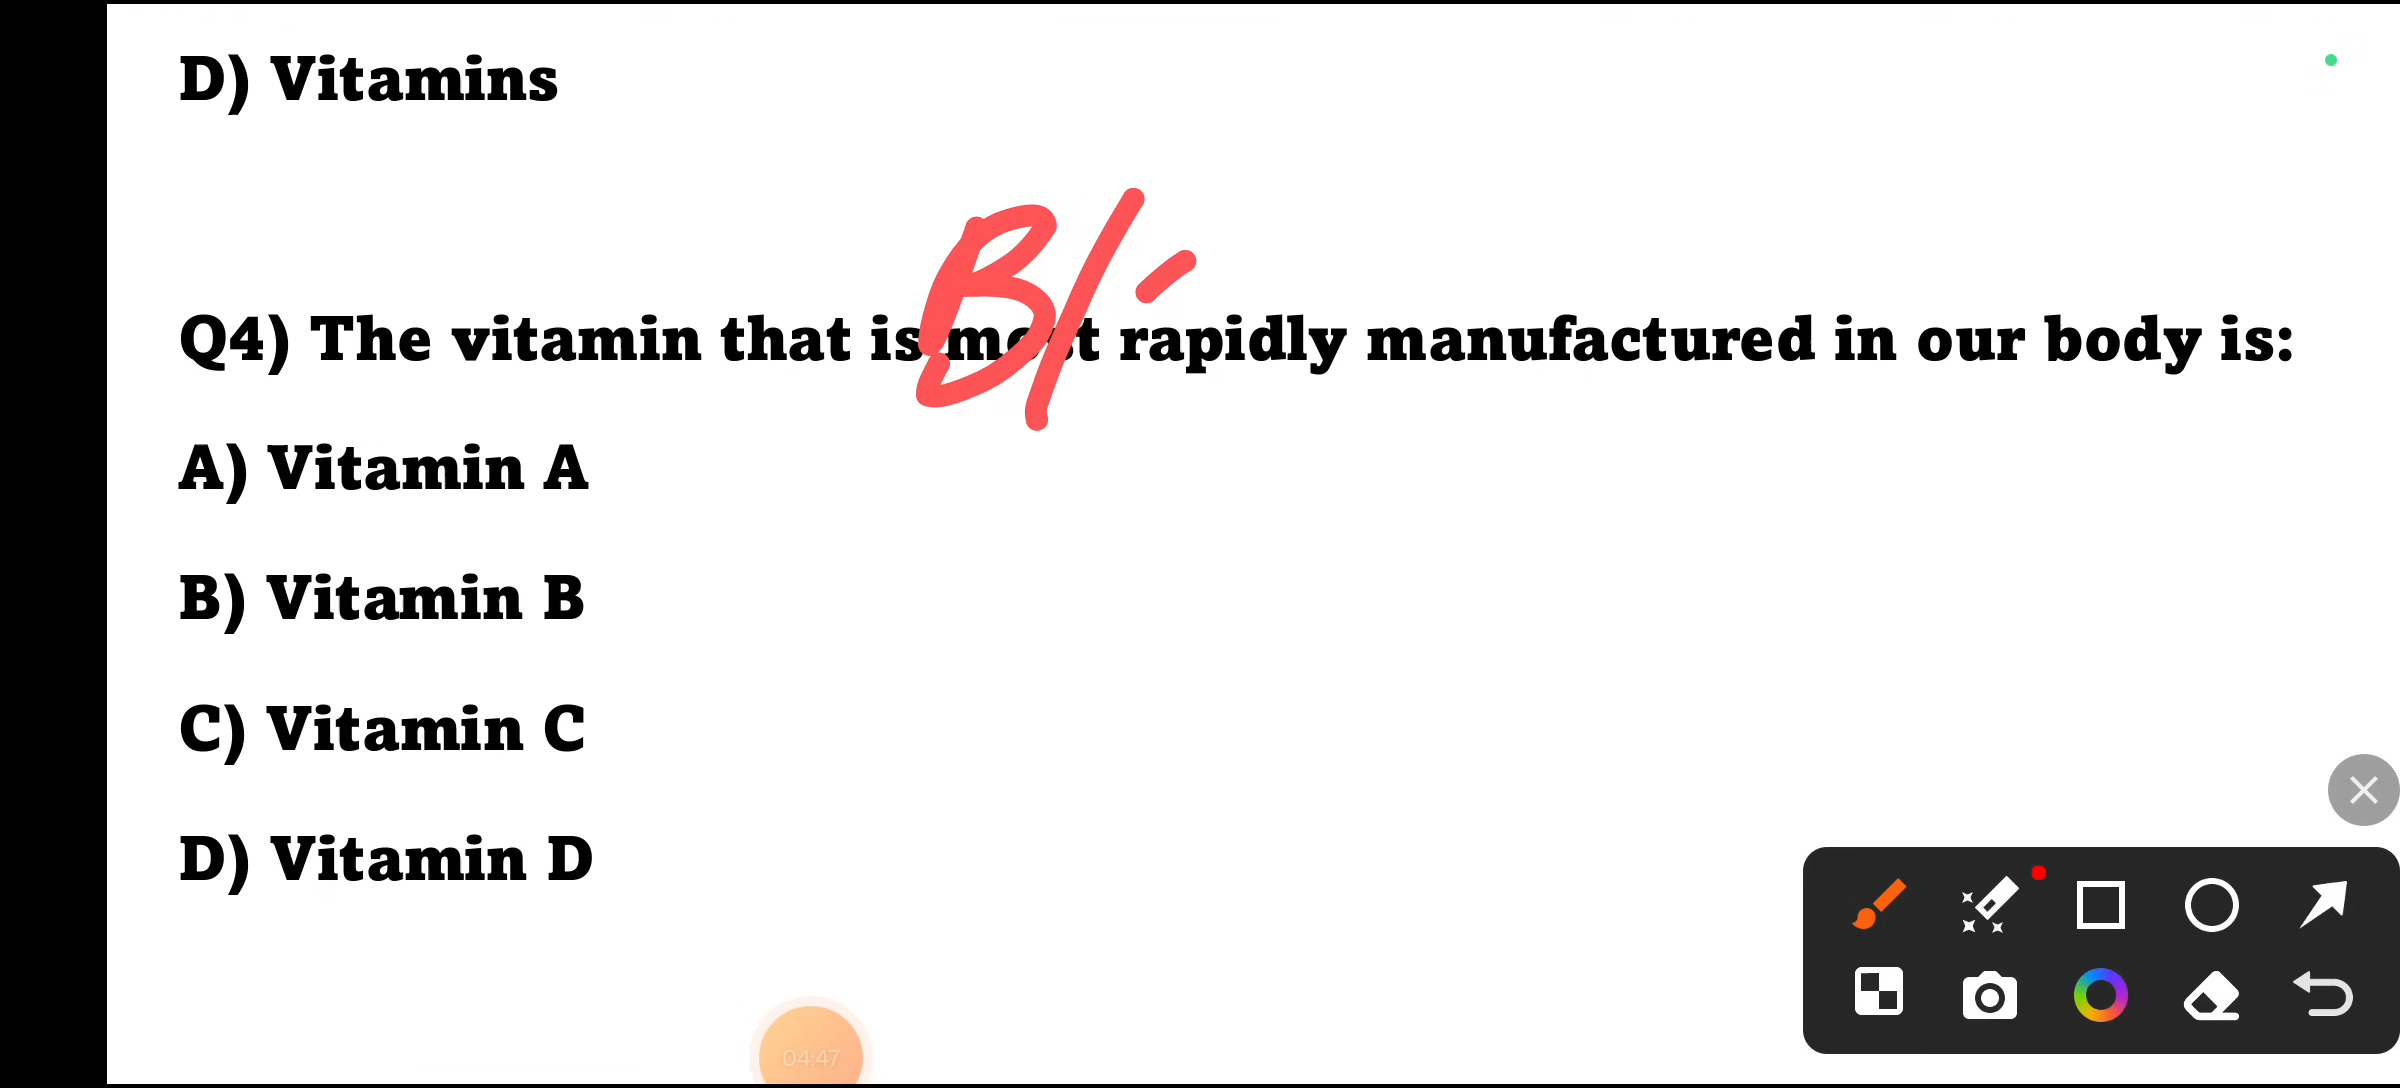 D) Vitamins
B/-
Q4) The vitamin that is most rapidly manufactured in our body is:
A) Vitamin A
B) Vitamin B
C) Vitamin C
D) Vitamin D
04:47